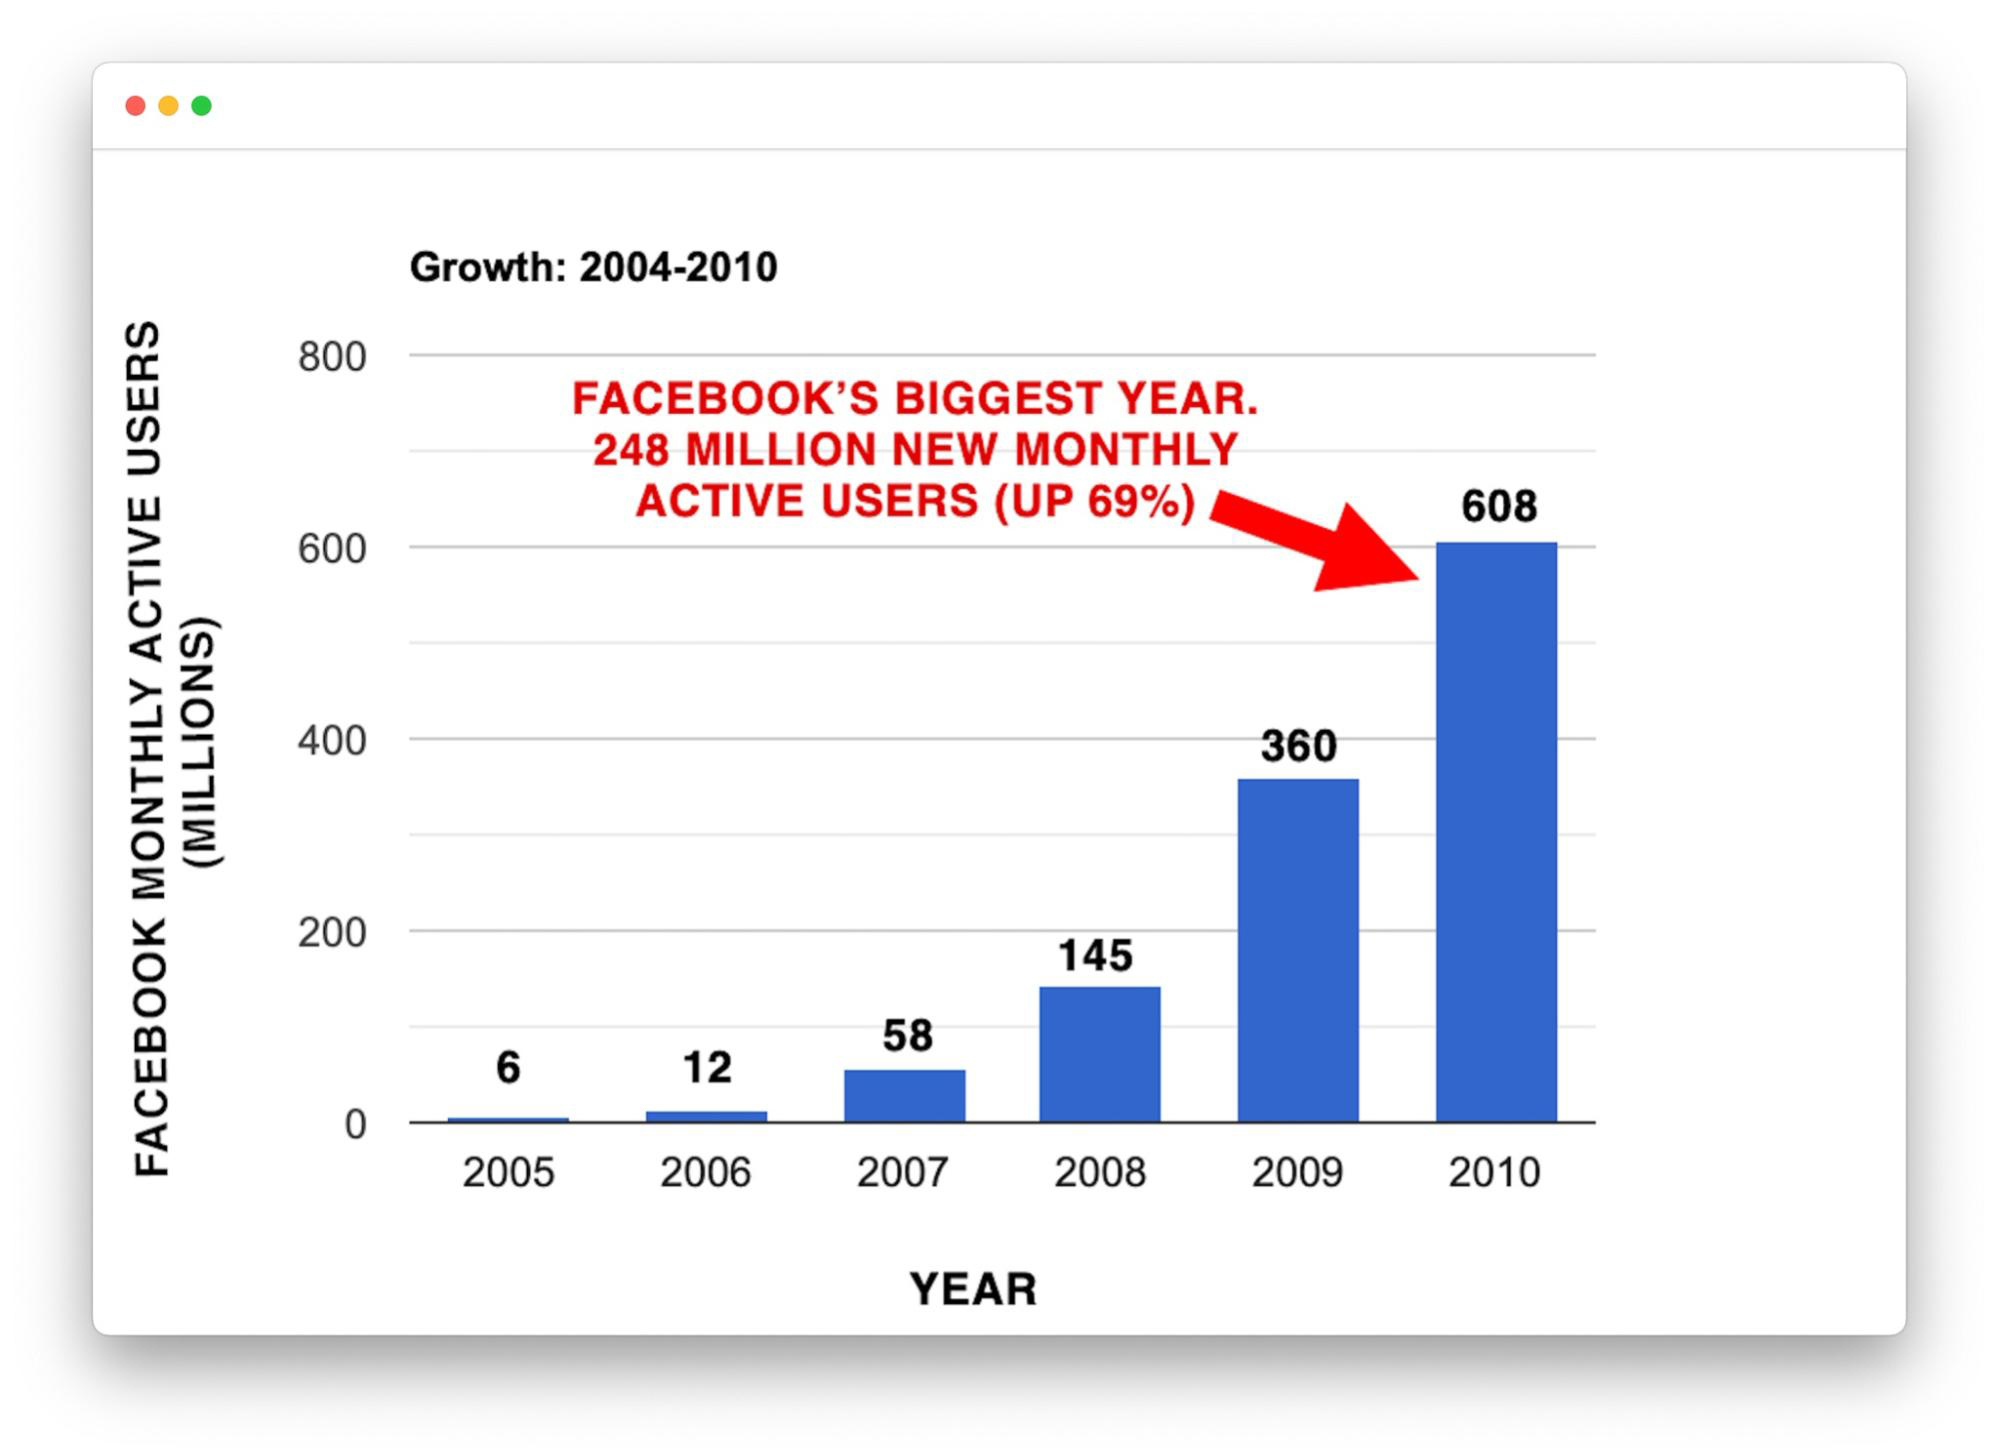 Growth: 2004-2010
FACEBOOK MONTHLY ACTIVE USERS
(MILLIONS)
800
600
400
200
0
FACEBOOK’S BIGGEST YEAR.
248 MILLION NEW MONTHLY
ACTIVE USERS (UP 69%)
6
12
58
145
360
608
2005
2006
2007
2008
2009
2010
YEAR